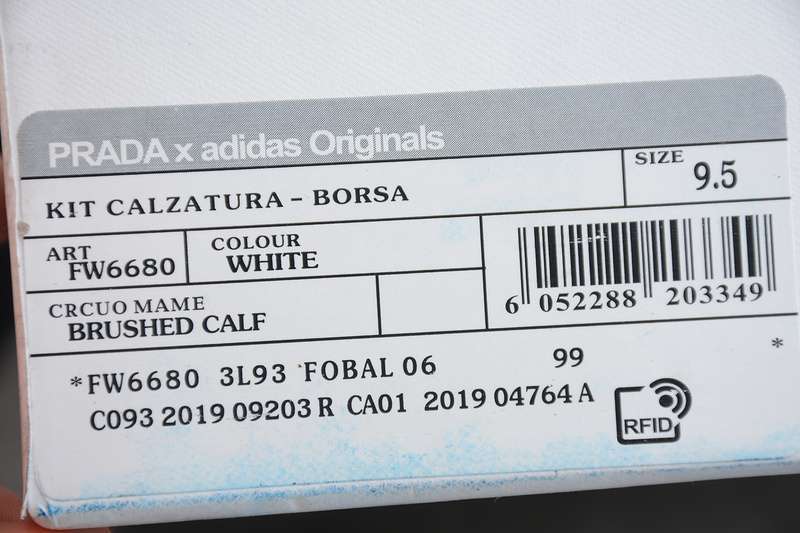 PRADA x adidas Originals
KIT CALZATURA - BORSA
SIZE
9.5
ART
FW6680
COLOUR
WHITE
CRCUO MAME
BRUSHED CALF
6 052288 203349
*FW6680 3L93 FOBAL 06 99 *
C093 2019 09203 R CA01 2019 04764 A
RFID